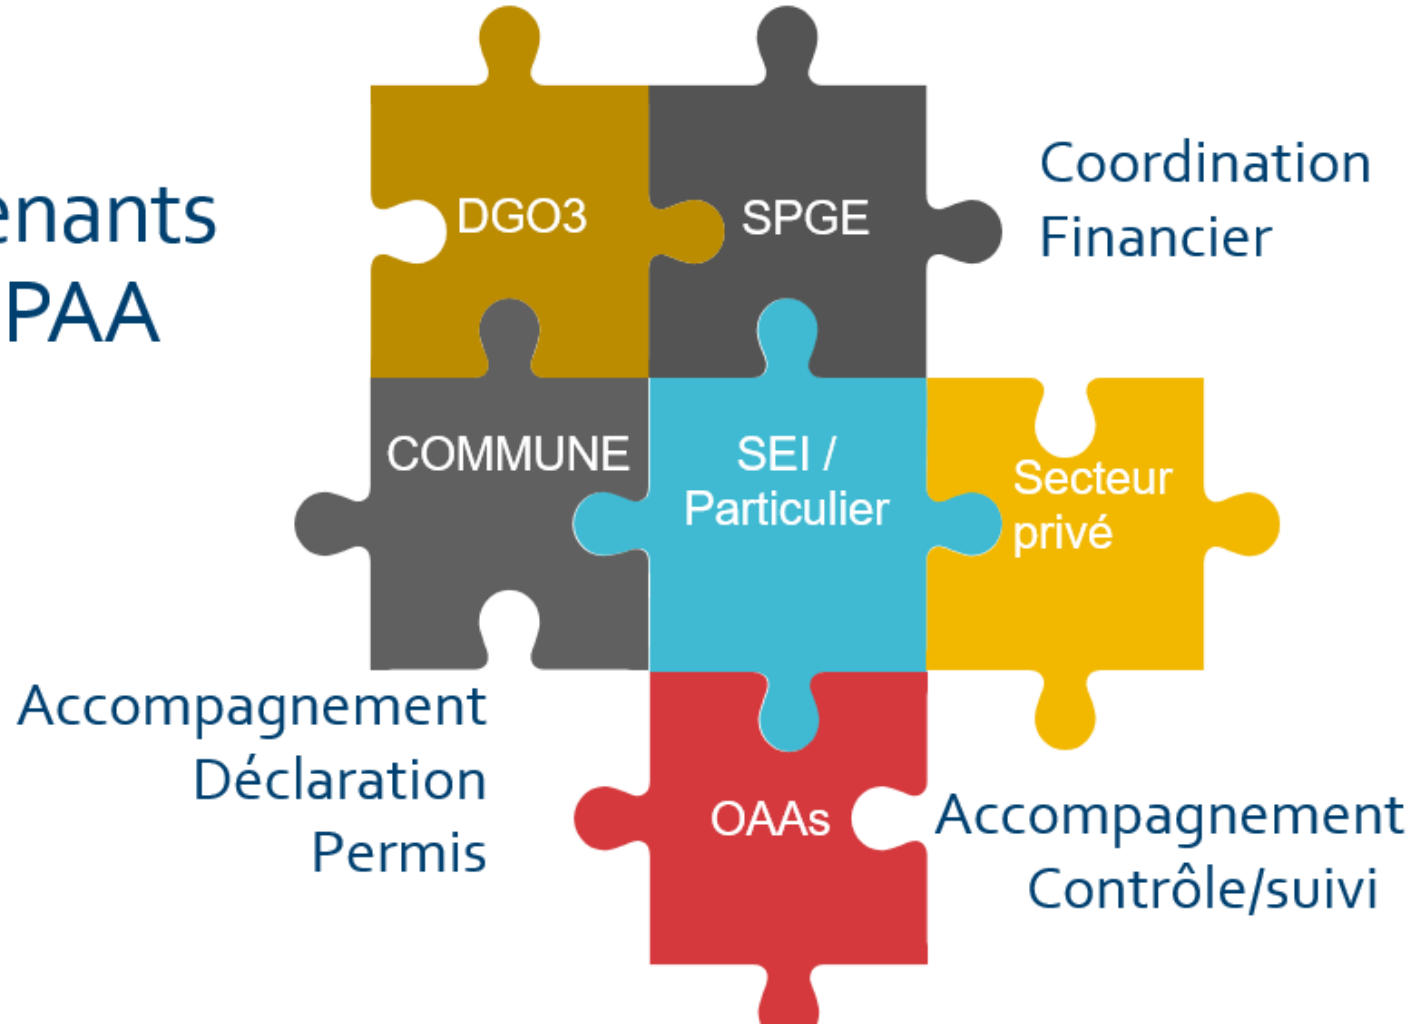 enants
PAA
DGO3
SPGE
Coordination
Financier
COMMUNE
SEI /
Particulier
Secteur
privé
Accompagnement
Déclaration
Permis
OAAs
Accompagnement
Contrôle/suivi